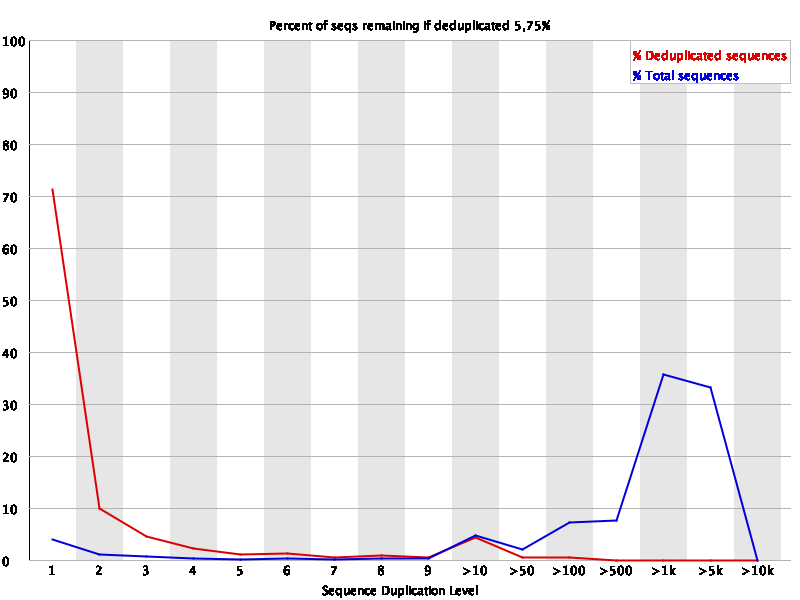 Percent of seqs remaining if deduplicated 5,75%
% Deduplicated sequences
% Total sequences
100
90
80
70
60
50
40
30
20
10
0
1 2 3 4 5 6 7 8 9 >10 >50 >100 >500 >1k >5k >10k
Sequence Duplication Level